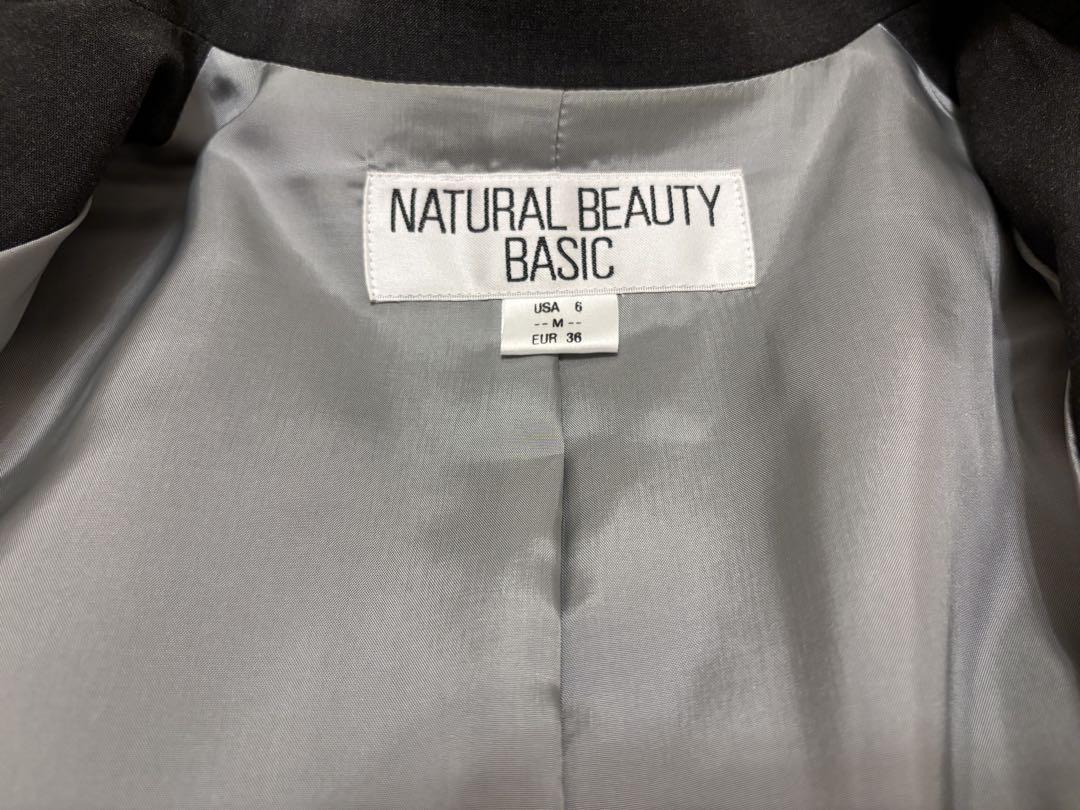 NATURAL BEAUTY
BASIC
USA 6
-- M --
EUR 36